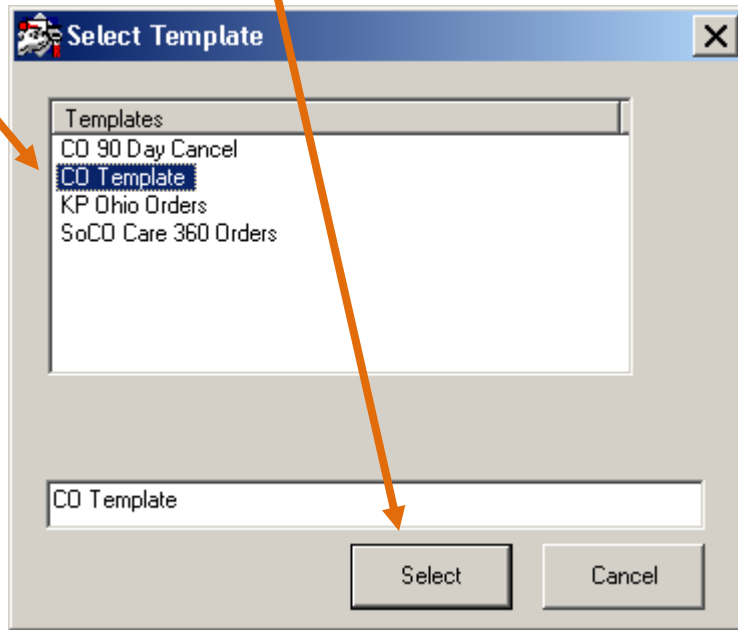 Select Template
Templates
CO 90 Day Cancel
CO Template
KP Ohio Orders
SoCO Care 360 Orders
CO Template
Select
Cancel